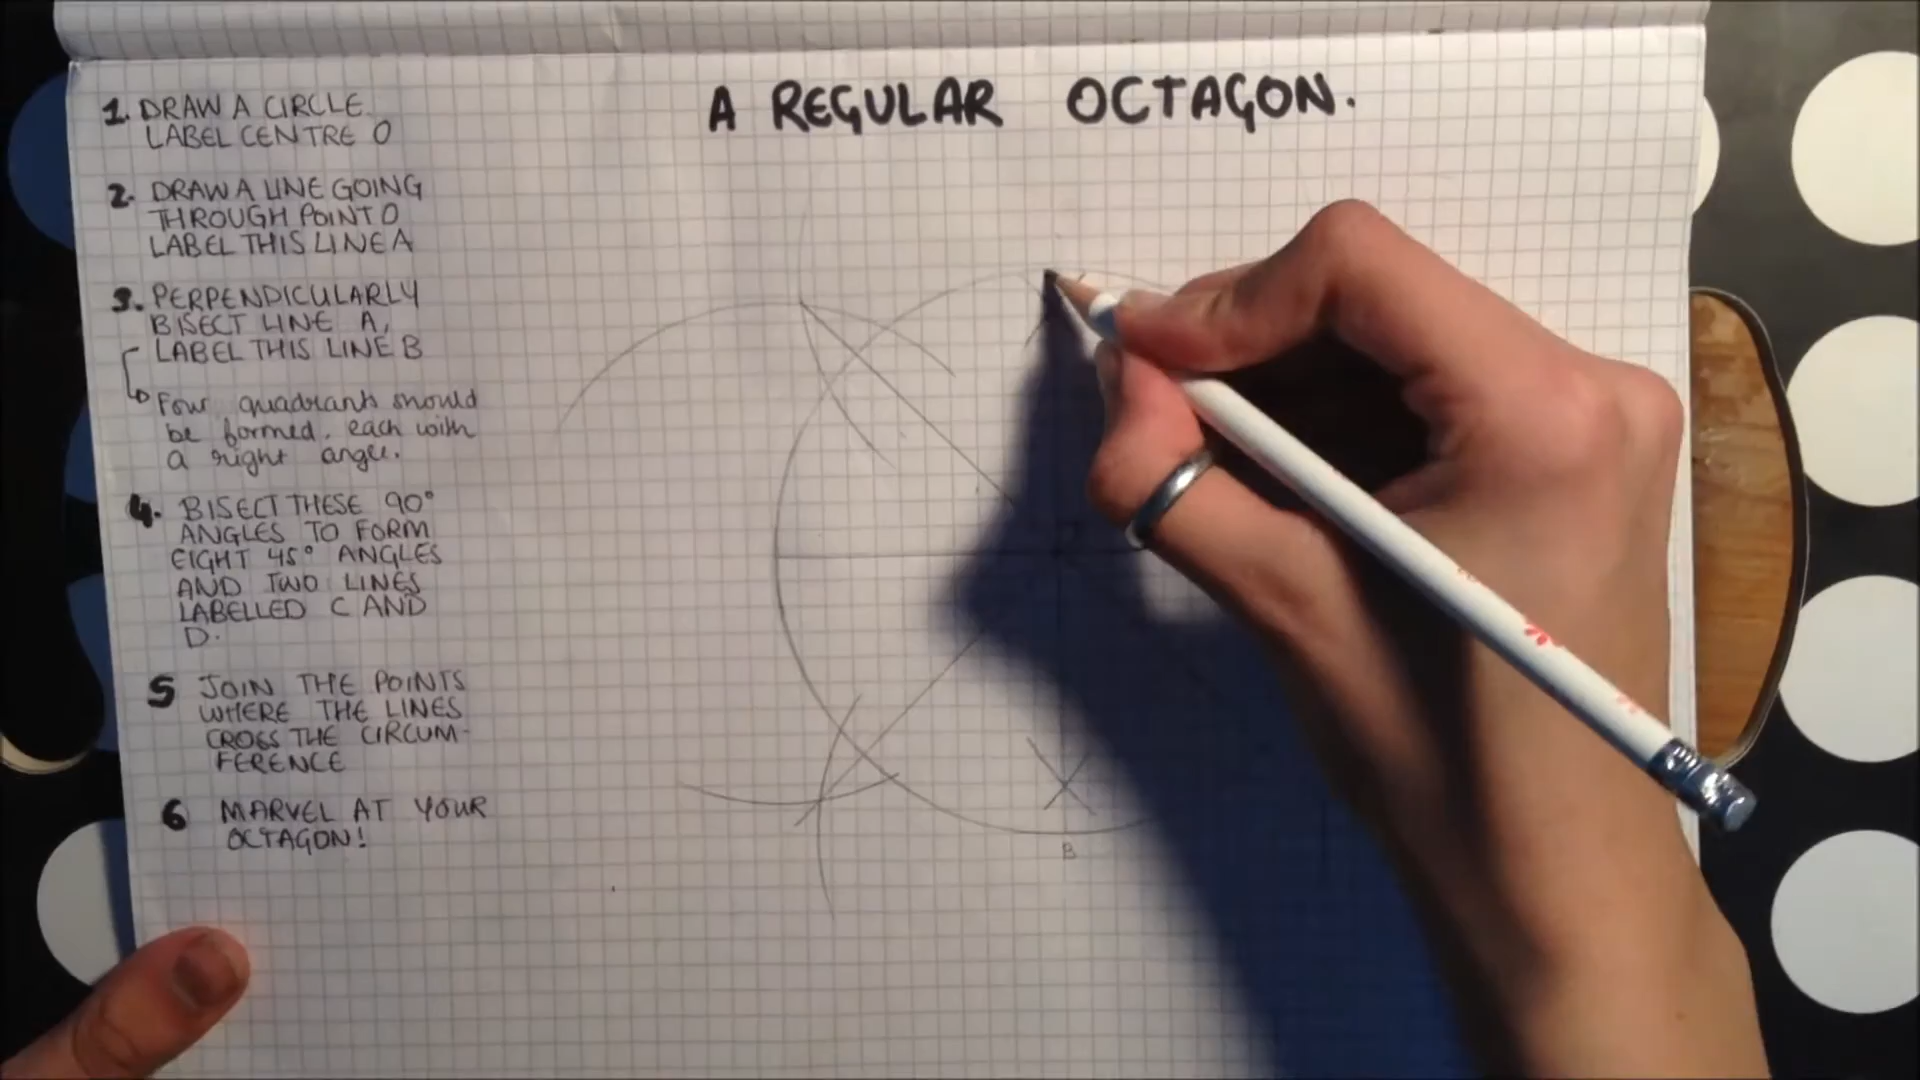 A REGULAR OCTAGON.
1. DRAW A CIRCLE.
LABEL CENTRE O
2. DRAW A LINE GOING
THROUGH POINT O
LABEL THIS LINE A
3. PERPENDICULARLY
BISECT LINE A,
LABEL THIS LINE B
Four quadrants should
be formed, each with
a right angle.
4. BISECT THESE 90°
ANGLES TO FORM
EIGHT 45° ANGLES
AND TWO LINES
LABELLED C AND
D.
5 JOIN THE POINTS
WHERE THE LINES
CROSS THE CIRCUM-
FERENCE
6 MARVEL AT YOUR
OCTAGON!
B